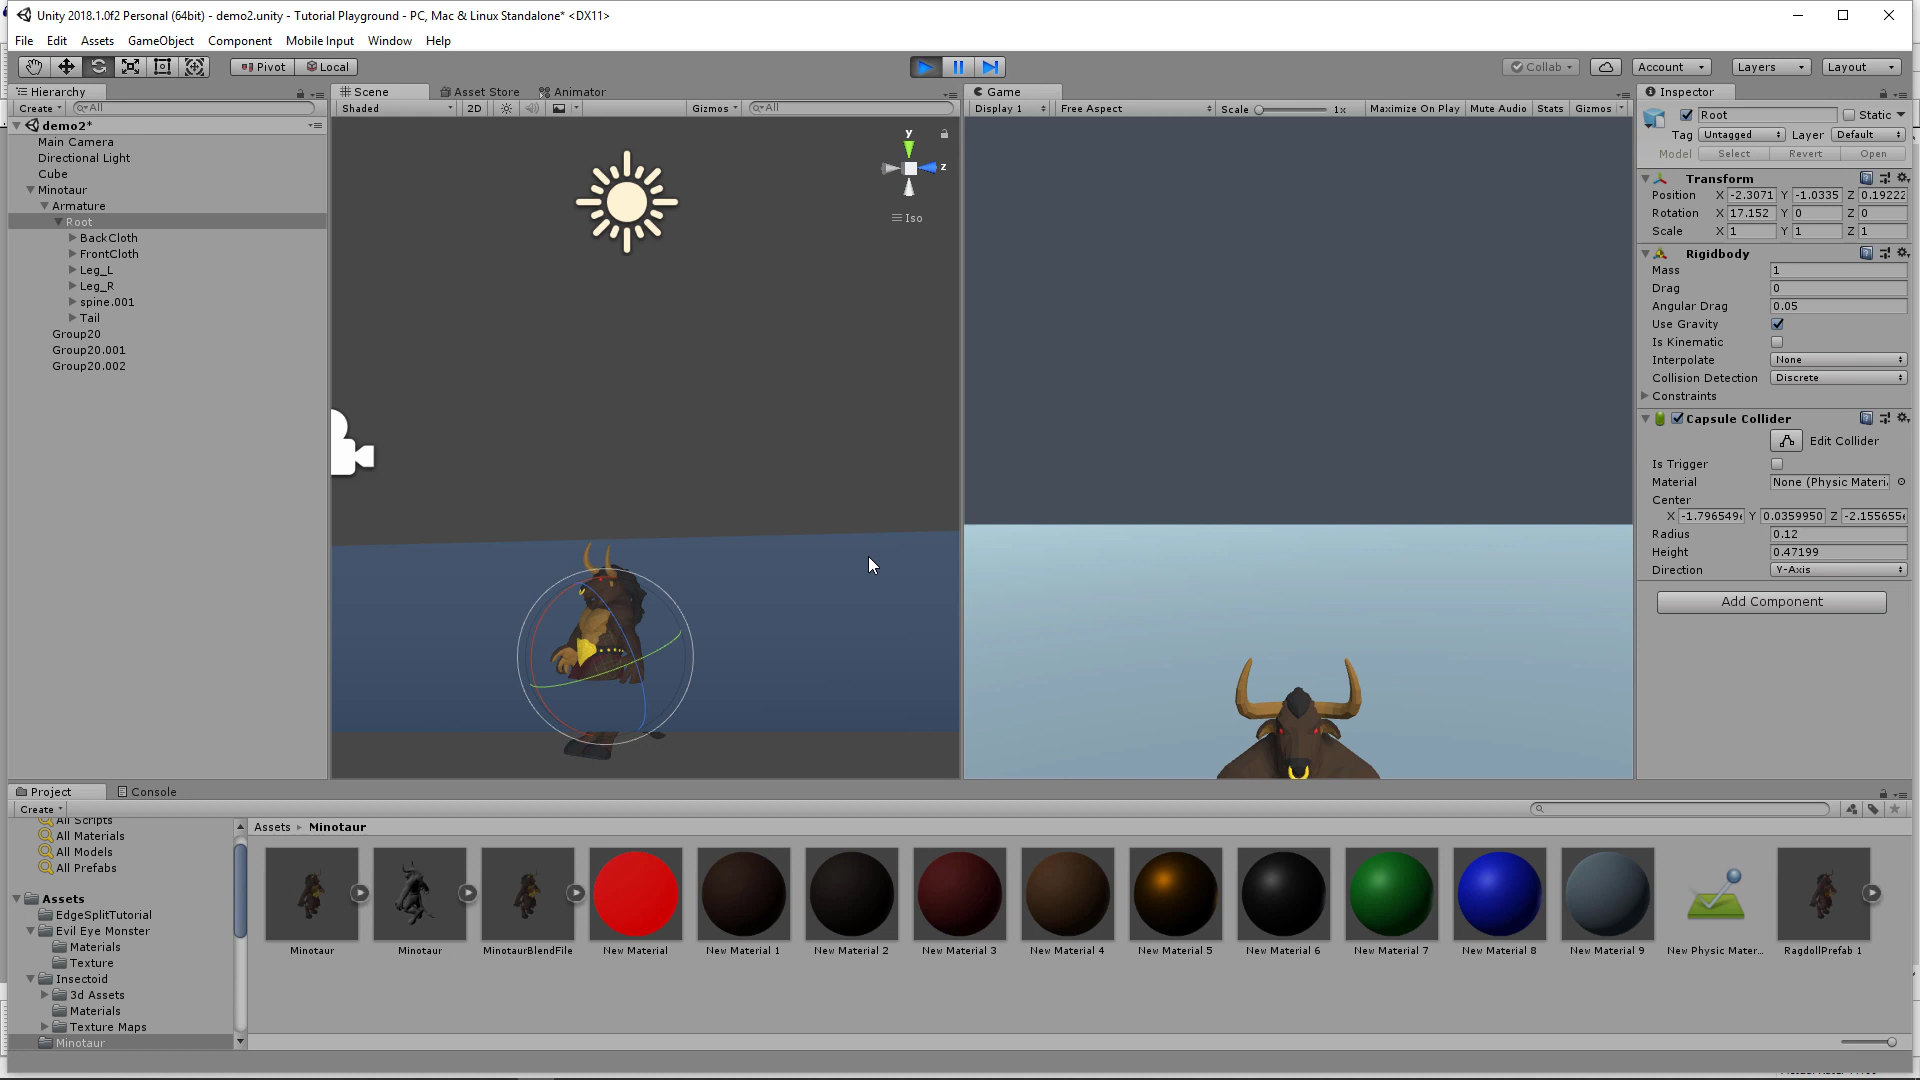 Unity 2018.1.0f2 Personal (64bit) - demo2.unity - Tutorial Playground - PC, Mac & Linux Standalone* <DX11>
File Edit Assets GameObject Component Mobile Input Window Help
Pivot Local Collab Account Layers Layout
Hierarchy
Create All
demo2*
Main Camera
Directional Light
Cube
Minotaur
Armature
Root
BackCloth
FrontCloth
Leg_L
Leg_R
spine.001
Tail
Group20
Group20.001
Group20.002
Scene Asset Store Animator
Shaded 2D Gizmos All
y
z
Iso
Game
Display 1 Free Aspect Scale 1x Maximize On Play Mute Audio Stats Gizmos
Inspector
Root Static
Tag Untagged Layer Default
Model Select Revert Open
Transform
Position X -2.3071 Y -1.0335 Z 0.19222
Rotation X 17.152 Y 0 Z 0
Scale X 1 Y 1 Z 1
Rigidbody
Mass 1
Drag 0
Angular Drag 0.05
Use Gravity
Is Kinematic
Interpolate None
Collision Detection Discrete
Constraints
Capsule Collider
Edit Collider
Is Trigger
Material None (Physic Materi
Center
X -1.796549 Y 0.0359950 Z -2.155655
Radius 0.12
Height 0.47199
Direction Y-Axis
Add Component
Project Console
Create
All Scripts
All Materials
All Models
All Prefabs
Assets
EdgeSplitTutorial
Evil Eye Monster
Materials
Texture
Insectoid
3d Assets
Materials
Texture Maps
Minotaur
Assets Minotaur
Minotaur Minotaur MinotaurBlendFile New Material New Material 1 New Material 2 New Material 3 New Material 4 New Material 5 New Material 6 New Material 7 New Material 8 New Material 9 New Physic Mater... RagdollPrefab 1